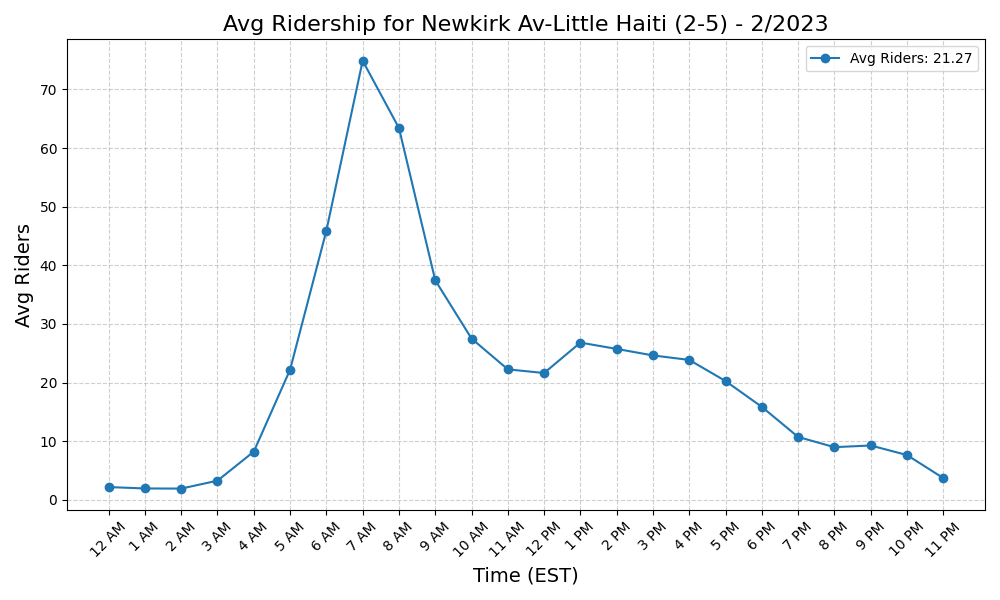 Avg Ridership for Newkirk Av-Little Haiti (2-5) - 2/2023
Avg Riders: 21.27
Avg Riders
70
60
50
40
30
20
10
0
12 AM
1 AM
2 AM
3 AM
4 AM
5 AM
6 AM
7 AM
8 AM
9 AM
10 AM
11 AM
12 PM
1 PM
2 PM
3 PM
4 PM
5 PM
6 PM
7 PM
8 PM
9 PM
10 PM
11 PM
Time (EST)